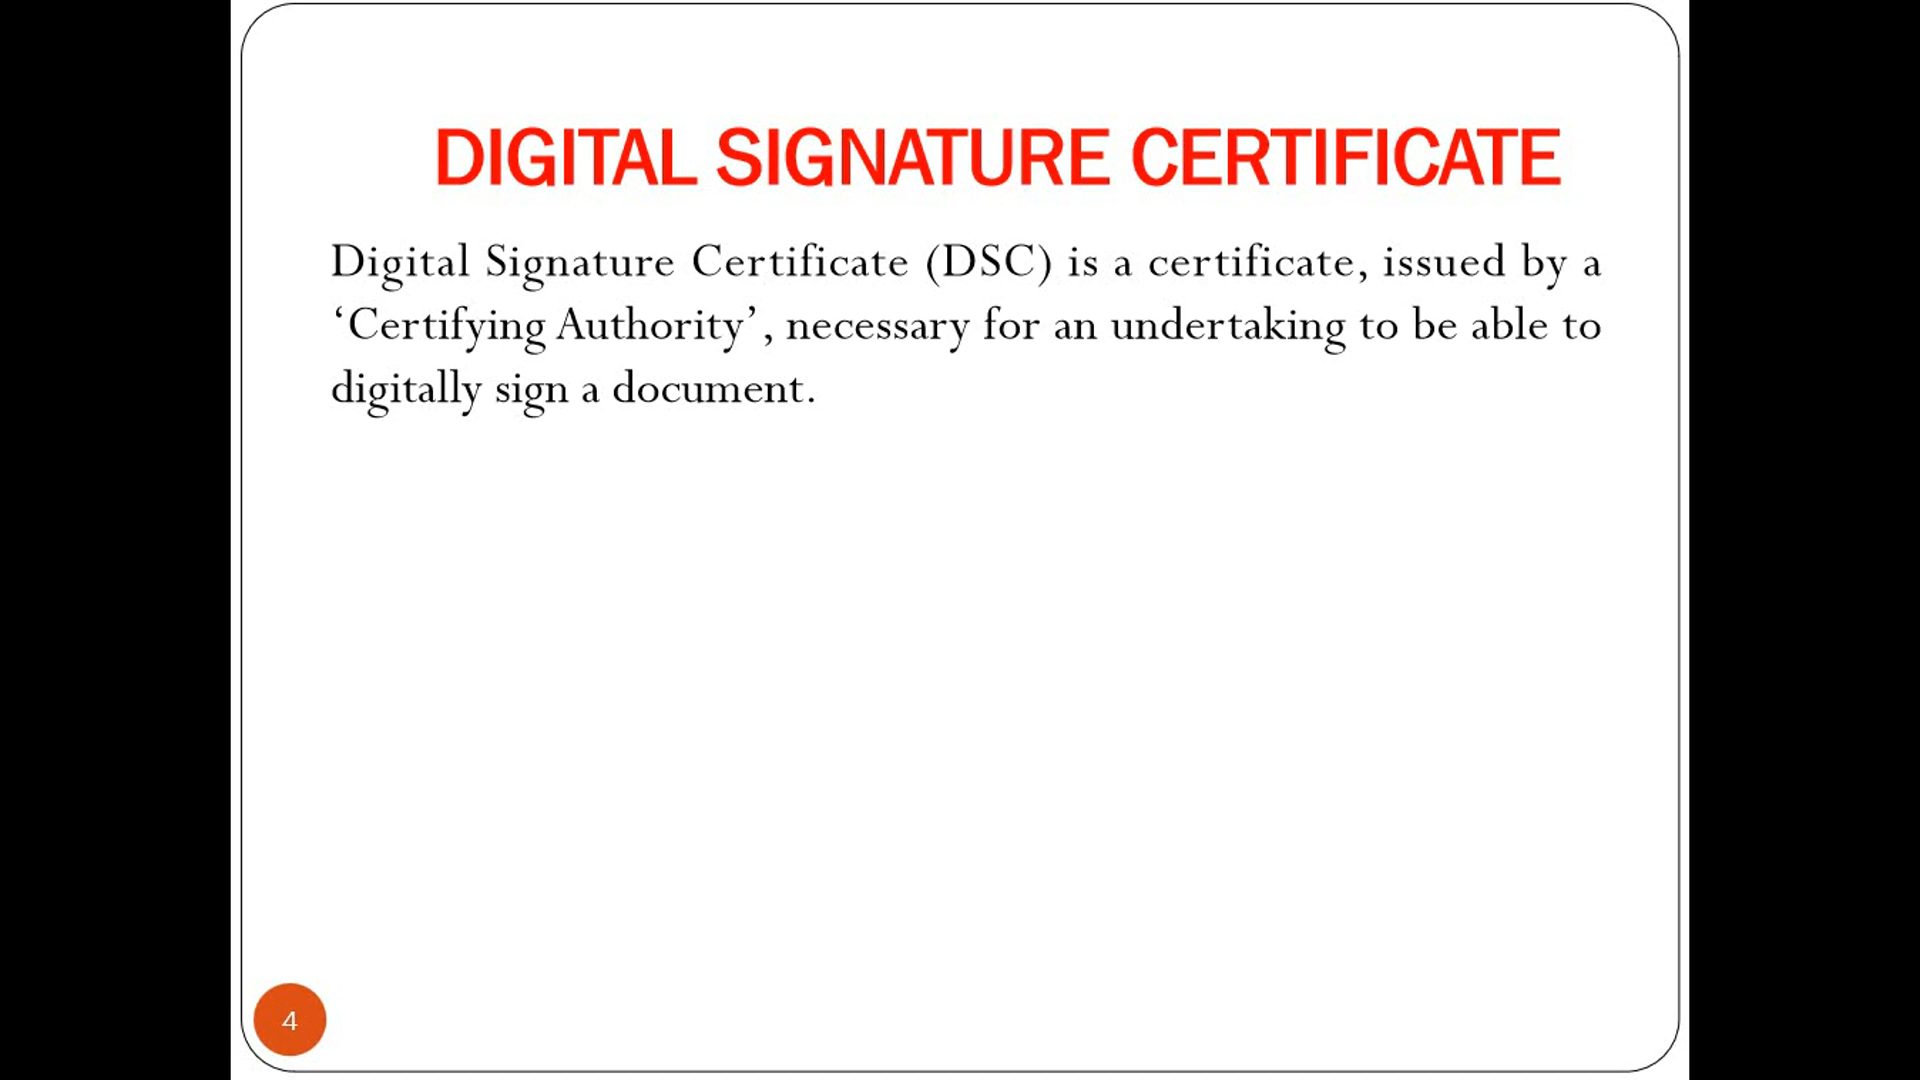 DIGITAL SIGNATURE CERTIFICATE
Digital Signature Certificate (DSC) is a certificate, issued by a
‘Certifying Authority’, necessary for an undertaking to be able to
digitally sign a document.
4